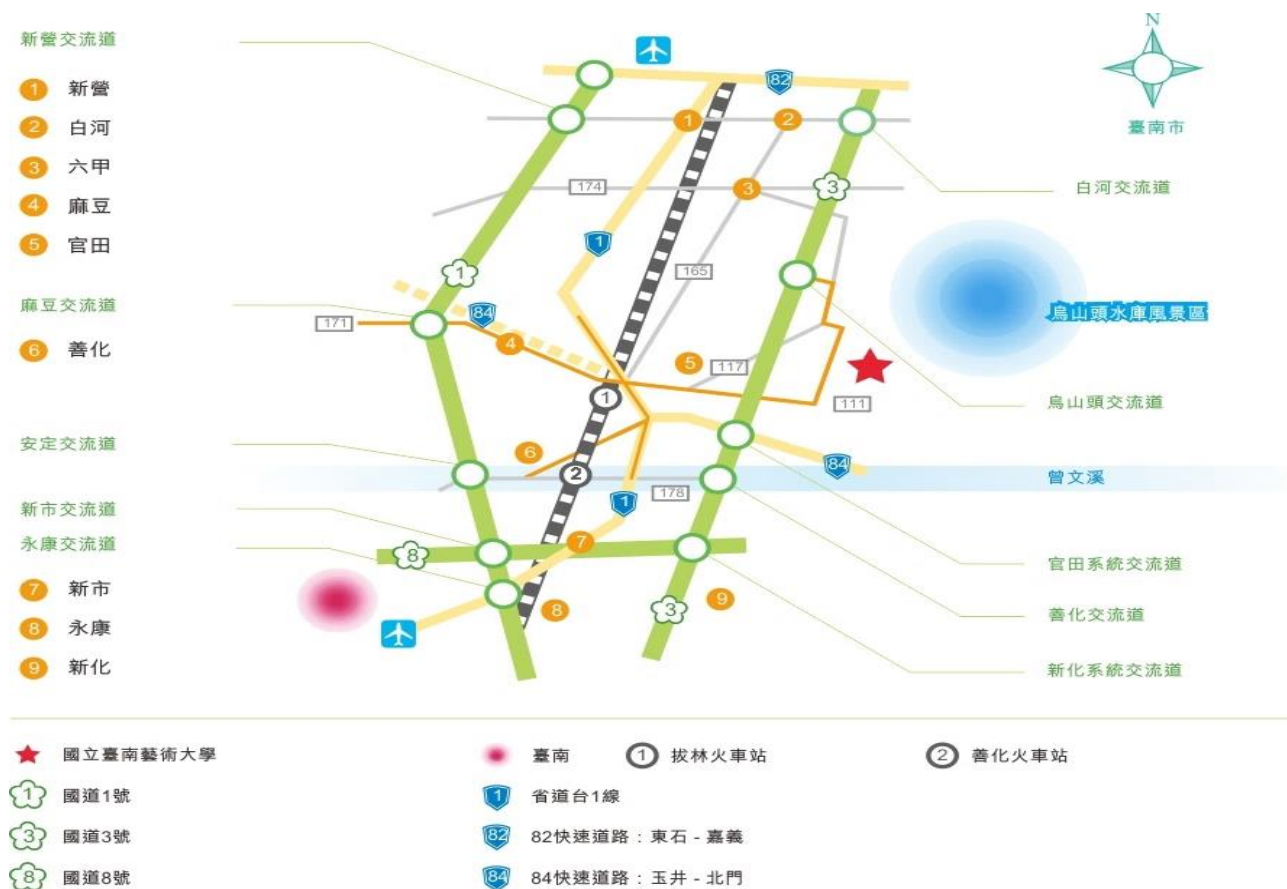 新營交流道
1 新營
2 白河
3 六甲
4 麻豆
5 官田
麻豆交流道
6 善化
安定交流道
新市交流道
永康交流道
7 新市
8 永康
9 新化
N
臺南市
白河交流道
烏山頭水庫風景區
烏山頭交流道
曾文溪
官田系統交流道
善化交流道
新化系統交流道
82
1
2
174
3
3
1
1
165
171
84
4
5
117
111
1
6
84
2
178
1
8
7
8
3
9
國立臺南藝術大學
臺南
1 拔林火車站
2 善化火車站
1 國道1號
1 省道台1線
3 國道3號
82 82快速道路：東石 - 嘉義
8 國道8號
84 84快速道路：玉井 - 北門